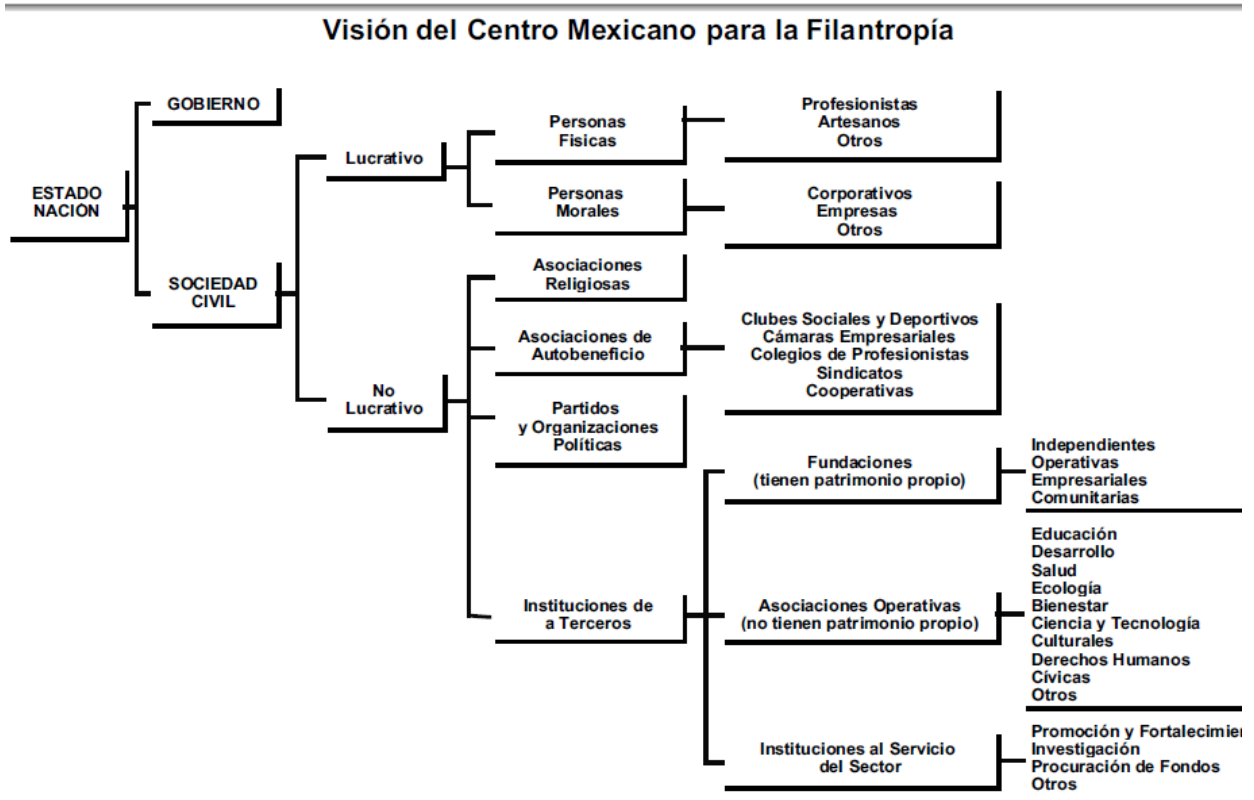 Visión del Centro Mexicano para la Filantropía
ESTADO
NACIÓN
GOBIERNO
SOCIEDAD
CIVIL
Lucrativo
Personas
Fisicas
Profesionistas
Artesanos
Otros
Personas
Morales
Corporativos
Empresas
Otros
No
Lucrativo
Asociaciones
Religiosas
Asociaciones de
Autobeneficio
Clubes Sociales y Deportivos
Cámaras Empresariales
Colegios de Profesionistas
Sindicatos
Cooperativas
Partidos
y Organizaciones
Políticas
Instituciones de
a Terceros
Fundaciones
(tienen patrimonio propio)
Independientes
Operativas
Empresariales
Comunitarias
Asociaciones Operativas
(no tienen patrimonio propio)
Educación
Desarrollo
Salud
Ecología
Bienestar
Ciencia y Tecnología
Culturales
Derechos Humanos
Cívicas
Otros
Instituciones al Servicio
del Sector
Promoción y Fortalecimie
Investigación
Procuración de Fondos
Otros